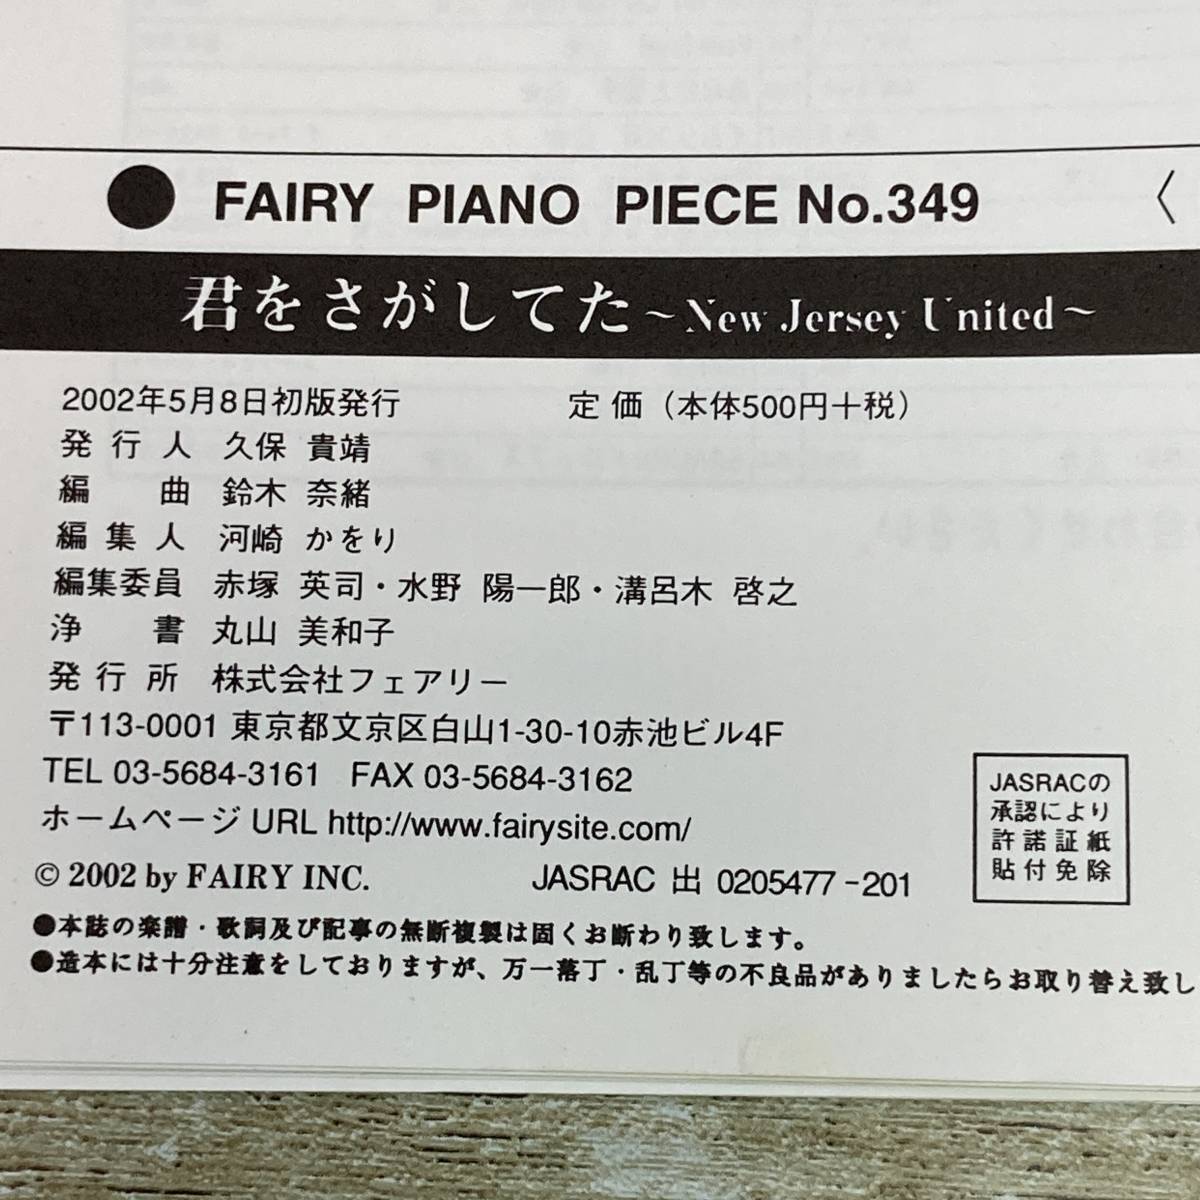 ● FAIRY PIANO PIECE No.349 〈
君をさがしてた～New Jersey United～
2002年5月8日初版発行 定価（本体500円＋税）
発行人 久保 貴靖
編曲 鈴木 奈緒
編集人 河崎 かをり
編集委員 赤塚 英司・水野 陽一郎・溝呂木 啓之
浄書 丸山 美和子
発行所 株式会社フェアリー
〒113-0001 東京都文京区白山1-30-10赤池ビル4F
TEL 03-5684-3161 FAX 03-5684-3162
ホームページ URL http://www.fairysite.com/
© 2002 by FAIRY INC. JASRAC 出 0205477-201
JASRACの
承認により
許諾証紙
貼付免除
●本誌の楽譜・歌詞及び記事の無断複製は固くお断わり致します。
●造本には十分注意をしておりますが、万一落丁・乱丁等の不良品がありましたらお取り替え致し